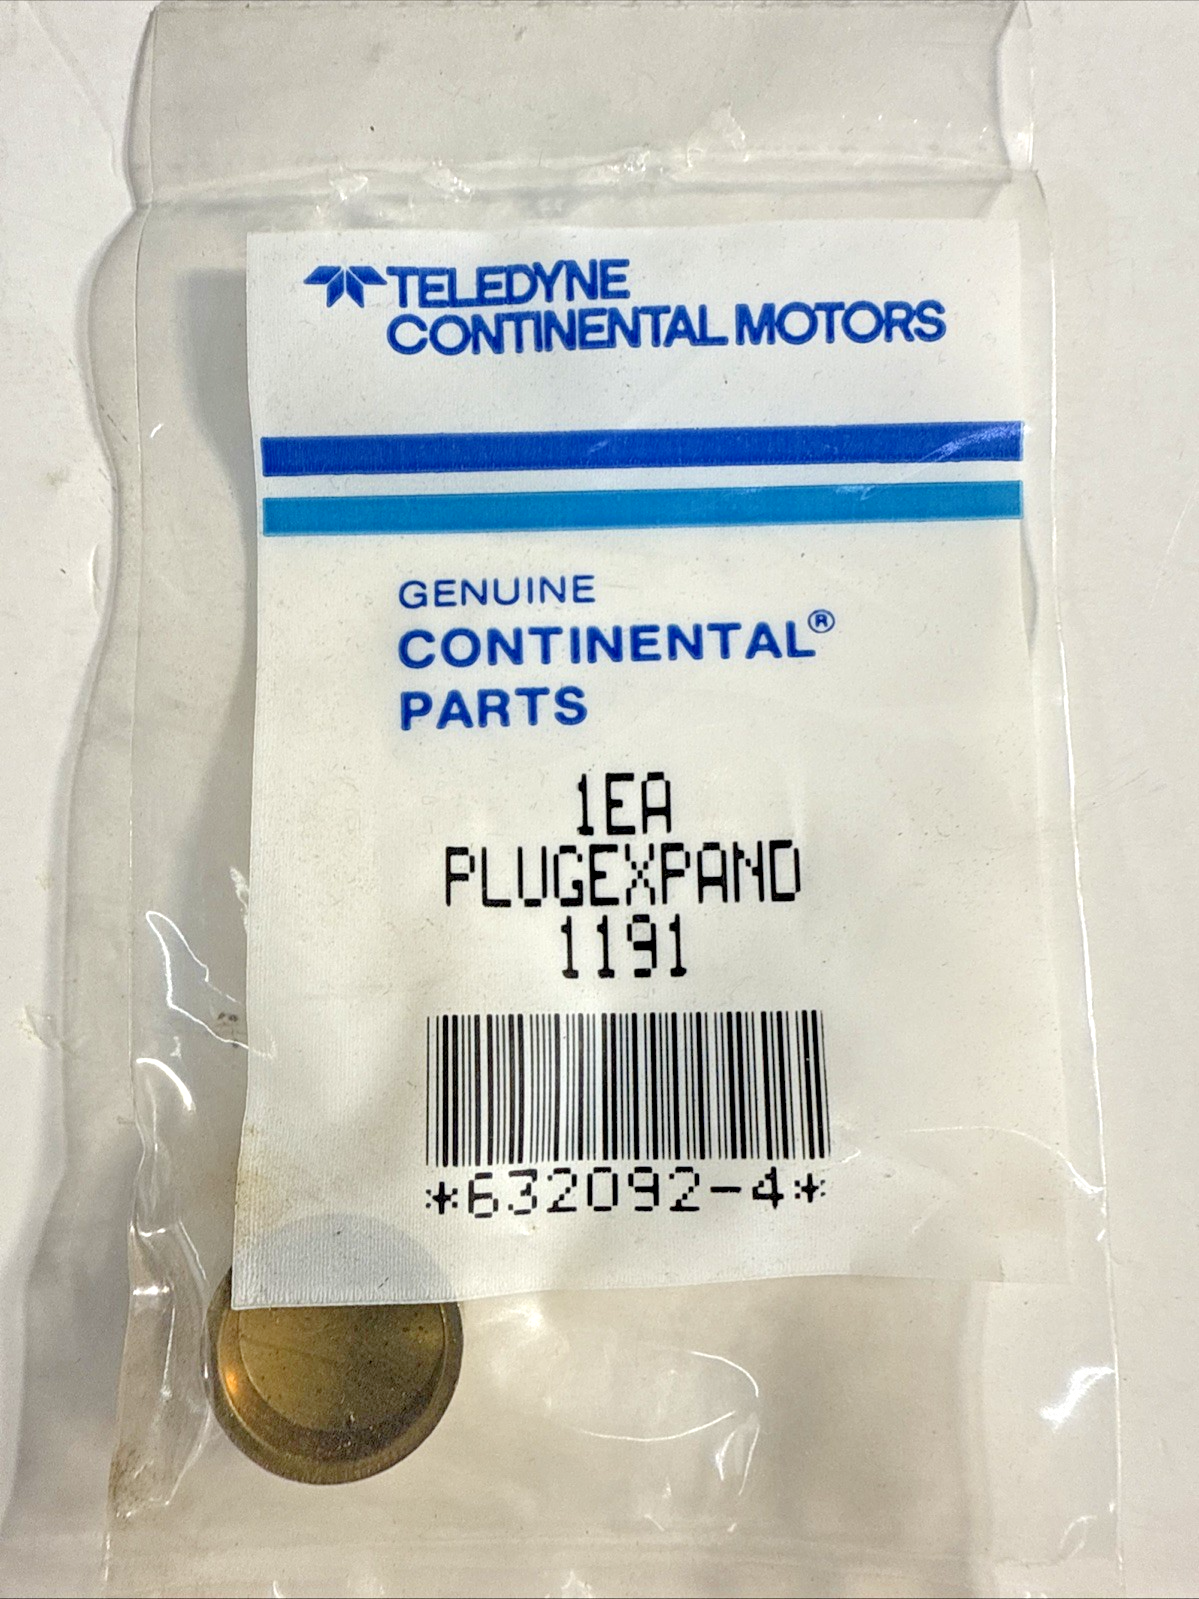 TELEDYNE
CONTINENTAL MOTORS
GENUINE
CONTINENTAL®
PARTS
1EA
PLUGEXPAND
1191
*632092-4*